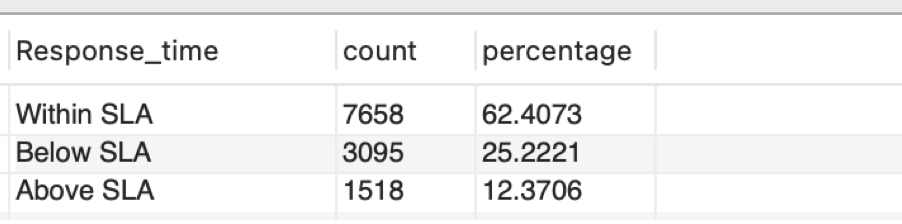 Response_time count percentage
Within SLA 7658 62.4073
Below SLA 3095 25.2221
Above SLA 1518 12.3706